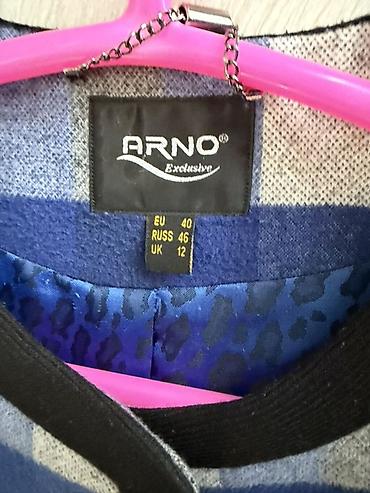 ARNO®
Exclusive
EU 40
RUSS 46
UK 12